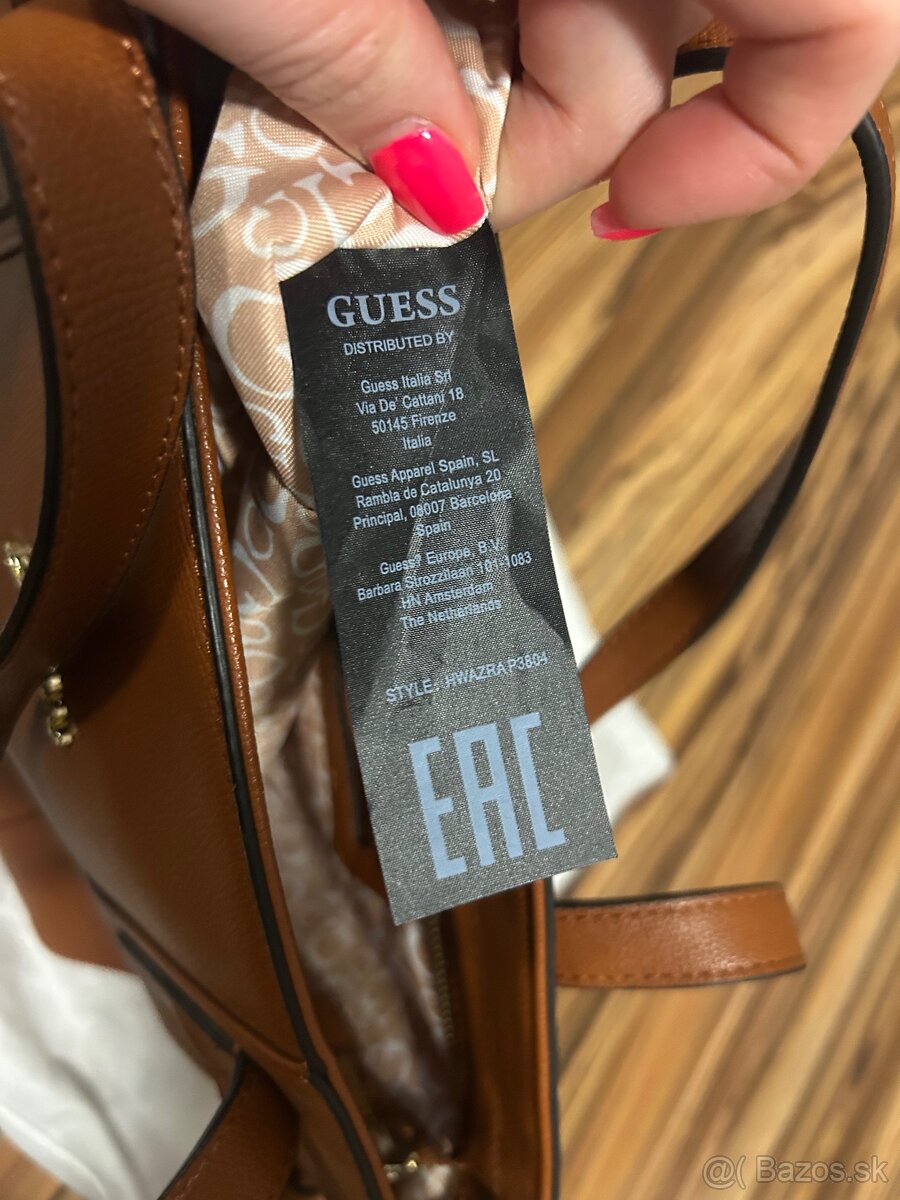 GUESS
DISTRIBUTED BY
Guess Italia Srl
Via De' Cattani 18
50145 Firenze
Italia
Guess Apparel Spain, SL
Rambla de Catalunya 20
Principal, 08007 Barcelona
Spain
Guess? Europe, B.V.
Barbara Strozzilaan 101-1083
HN Amsterdam
The Netherlands
STYLE. HWAZRA P3804
EAC
@( Bazos.sk